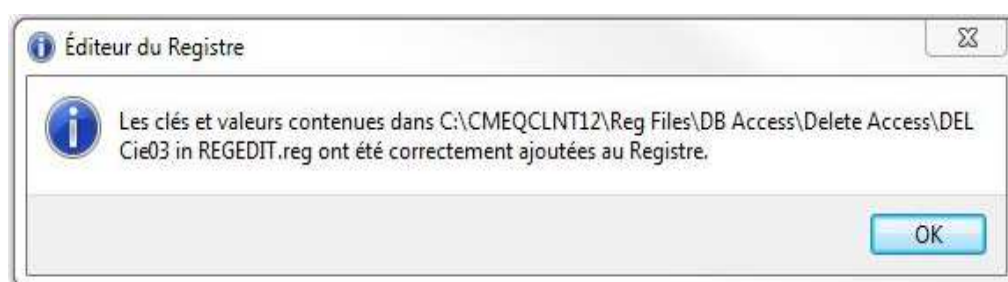 Éditeur du Registre
Les clés et valeurs contenues dans C:\CMEQCLNT12\Reg Files\DB Access\Delete Access\DEL
Cie03 in REGEDIT.reg ont été correctement ajoutées au Registre.
OK